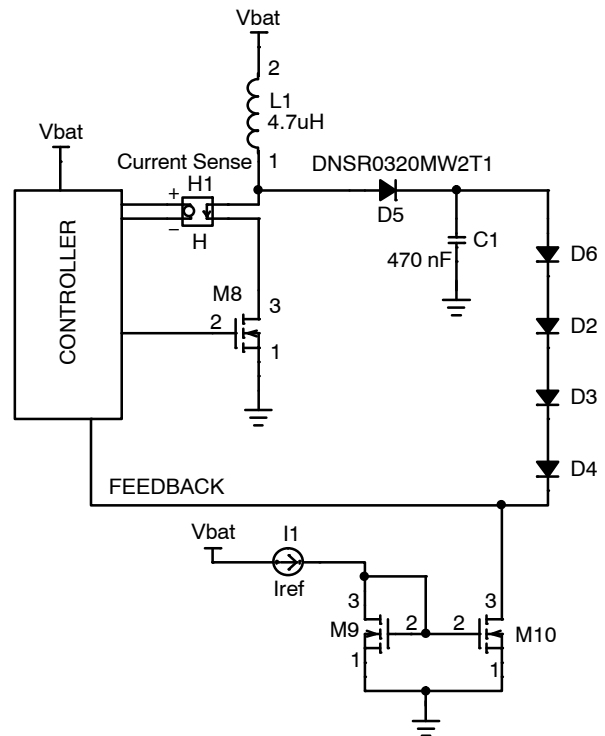 Vbat
2
L1
4.7uH
1
Vbat
Current Sense
H1
+
−
H
DNSR0320MW2T1
D5
C1
470 nF
D6
D2
D3
D4
CONTROLLER
M8
3
2
1
FEEDBACK
Vbat
I1
Iref
3
M9
2
1
3
2
M10
1